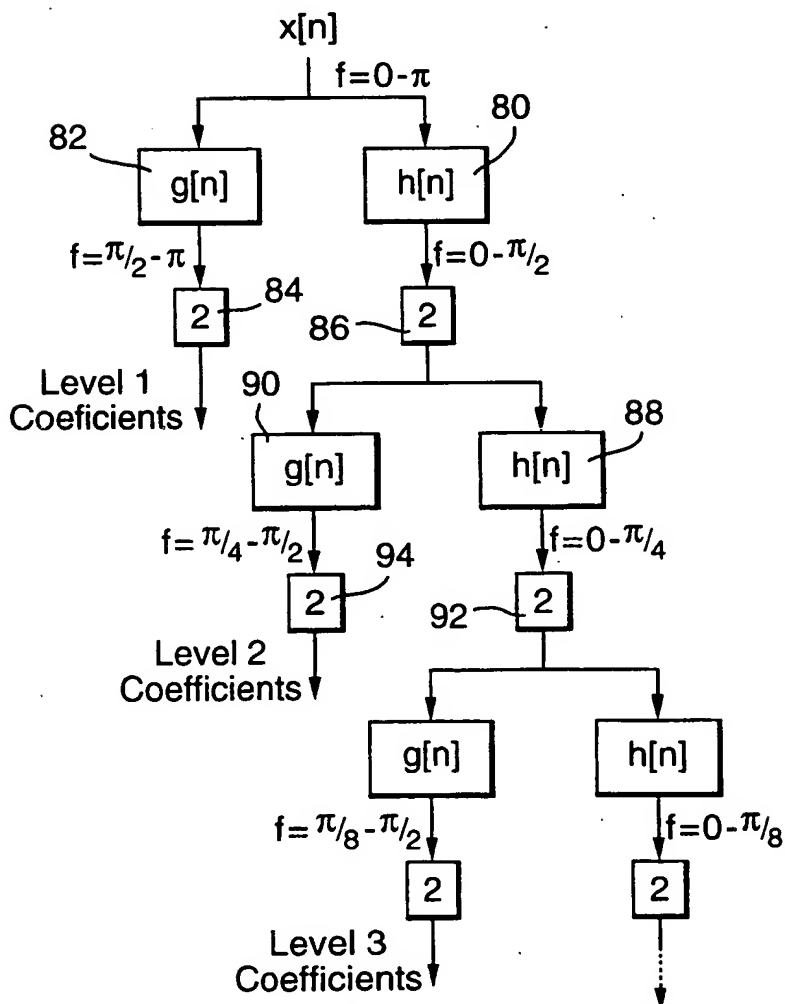 x[n]
f=0-π
82
80
g[n]
h[n]
f=π/2-π
f=0-π/2
84
2
86
2
Level 1
Coeficients
90
88
g[n]
h[n]
f=π/4-π/2
f=0-π/4
94
2
92
2
Level 2
Coefficients
g[n]
h[n]
f=π/8-π/2
f=0-π/8
2
2
Level 3
Coefficients